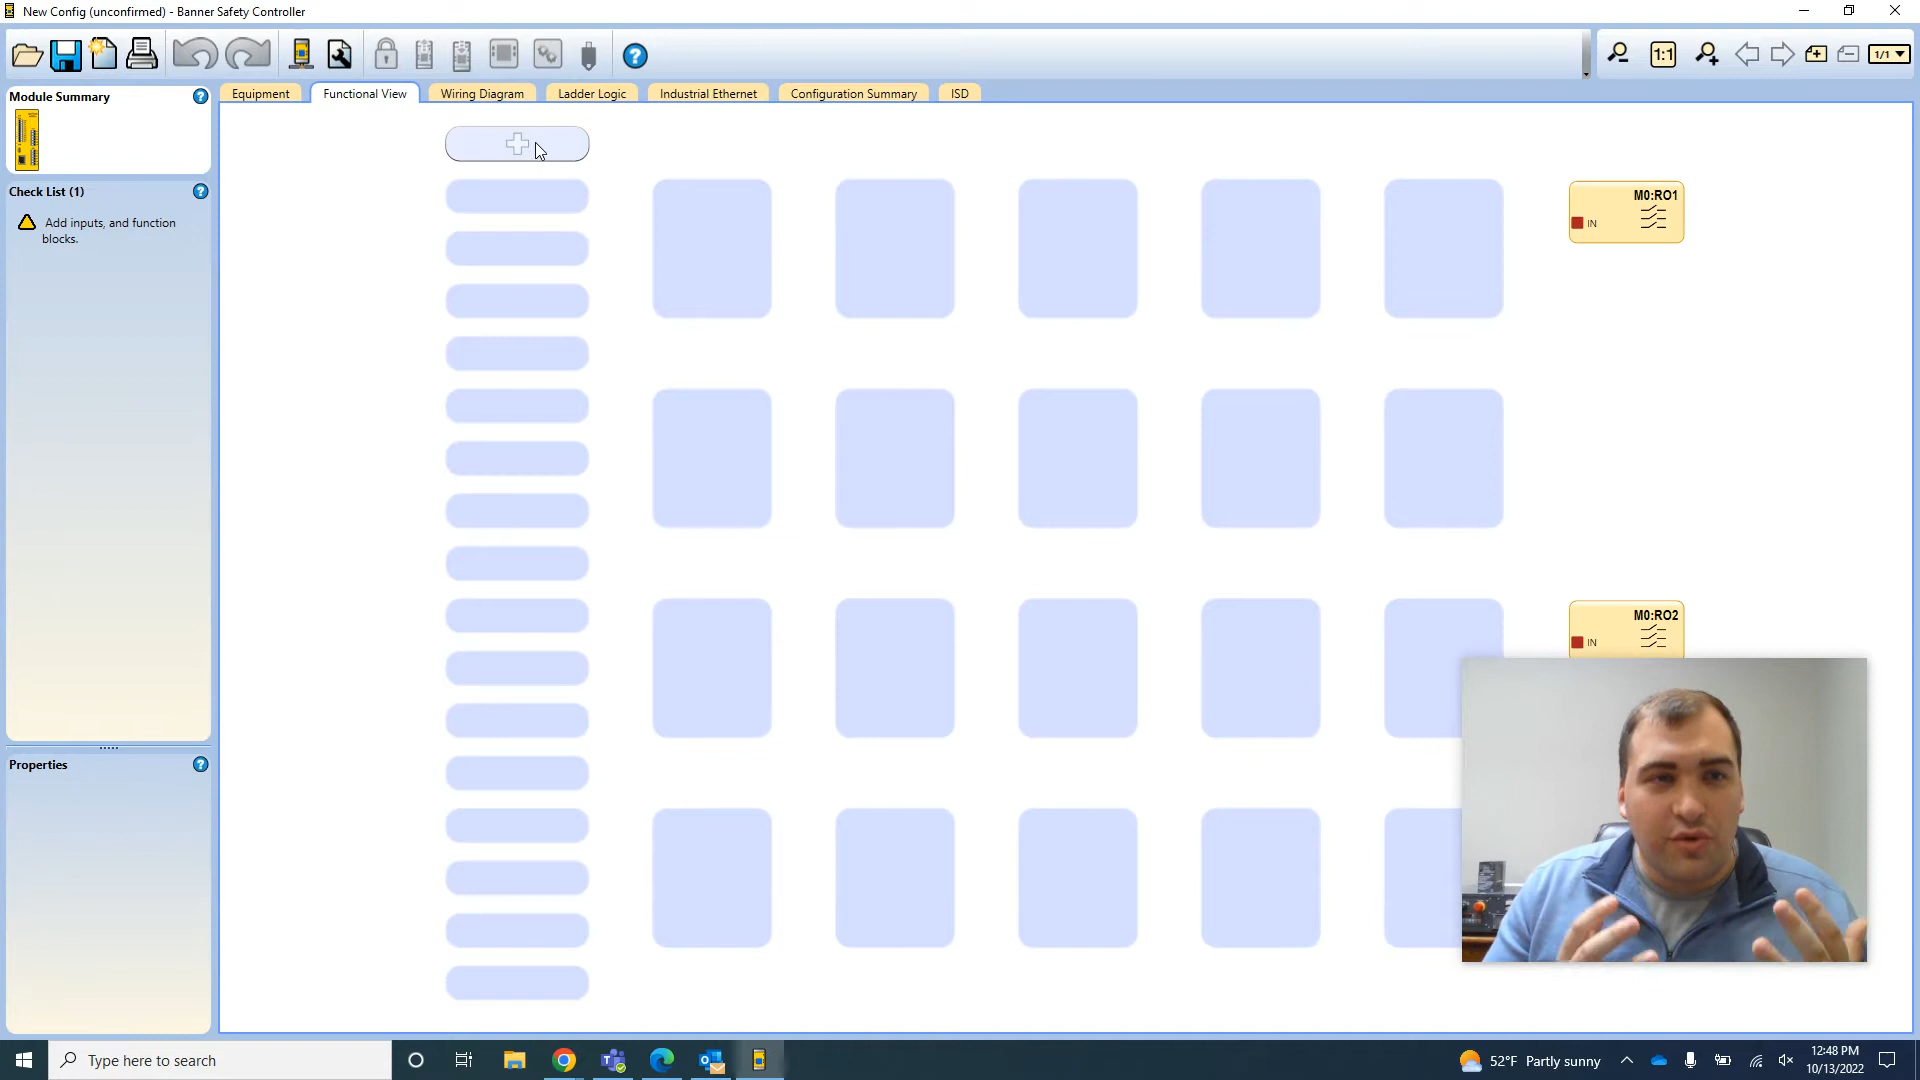 New Config (unconfirmed) - Banner Safety Controller
1:1
1/1
Module Summary
Equipment
Functional View
Wiring Diagram
Ladder Logic
Industrial Ethernet
Configuration Summary
ISD
Check List (1)
Add inputs, and function
blocks.
M0:RO1
IN
M0:RO2
IN
Properties
Type here to search
52°F Partly sunny
12:48 PM
10/13/2022